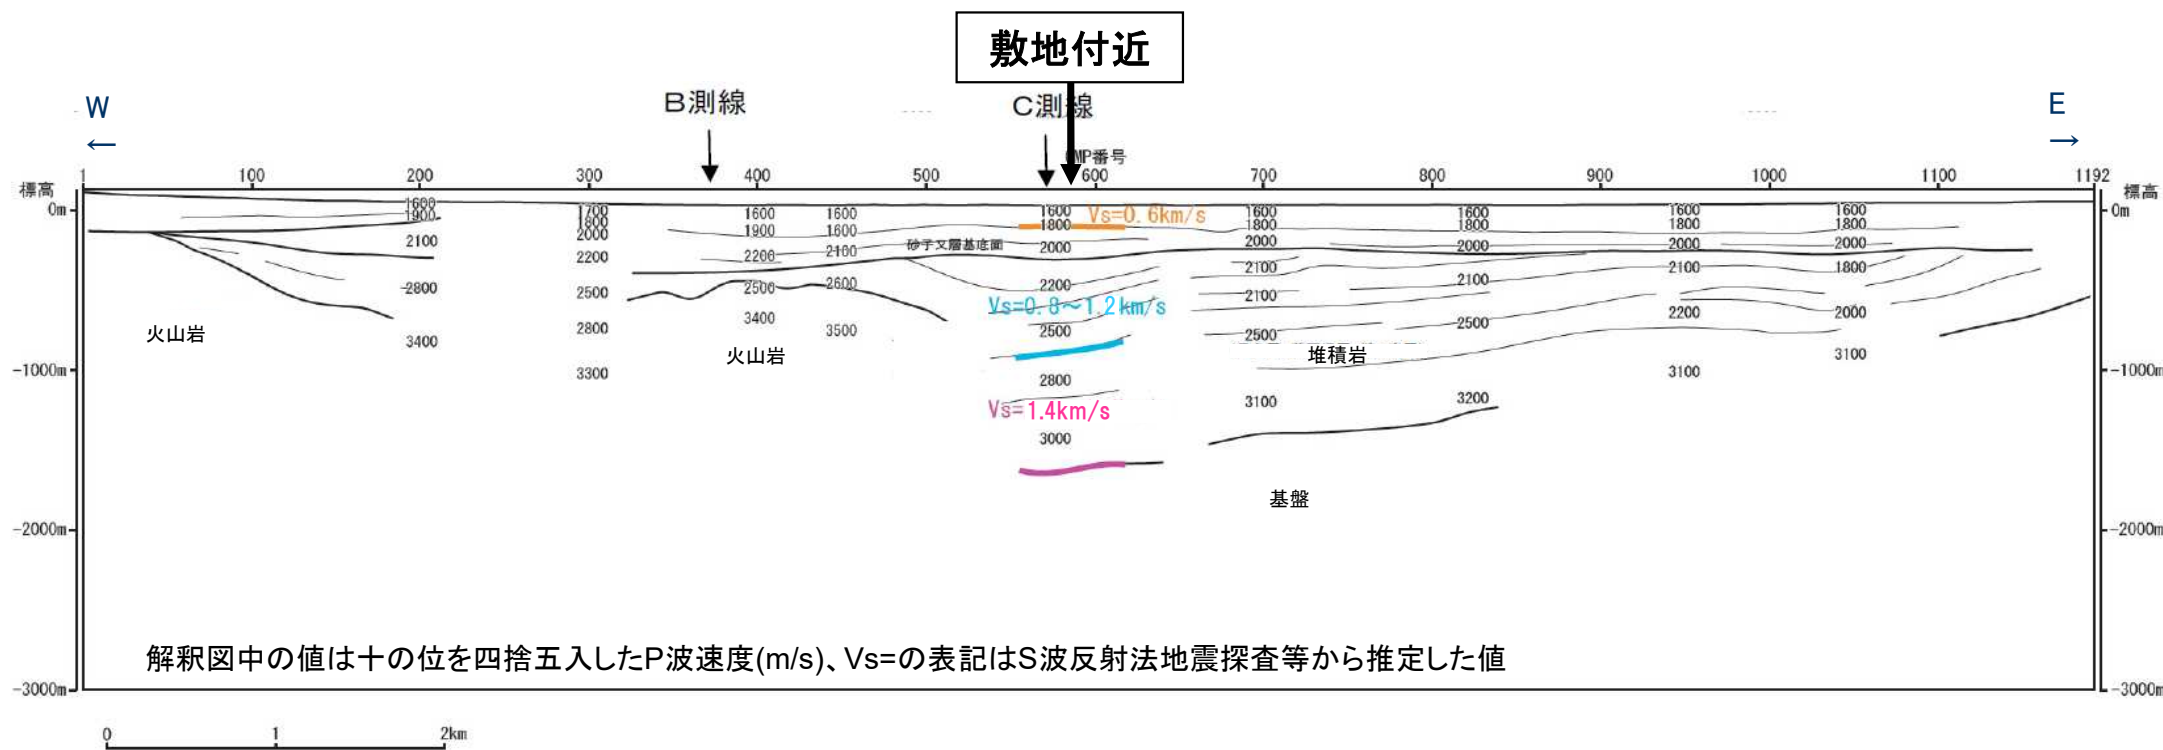 敷地付近
W
←
B測線
C測線
E
→
MP番号
1 100 200 300 400 500 600 700 800 900 1000 1100 1192
標高
標高
0m
0m
1600 1700 1600 1600 1600 Vs=0.6km/s 1600 1600 1600 1600
1900 1800 1900 1600 1800 1800 1800 1800
2100 2000 2200 2100 砂子又層基底面 2000 2000 2000 2000 2000
2200 2100 2100 2100 1800
2800 2500 2500 2600 2200 2100
Vs=0.8～1.2km/s
火山岩 2800 3400 3500 2500 2500 2500 2200 2000
3400 火山岩 堆積岩 3100
-1000m 3300 2800 3100 -1000m
Vs=1.4km/s 3100 3200
3000
基盤
-2000m
-2000m
解釈図中の値は十の位を四捨五入したP波速度(m/s)、Vs=の表記はS波反射法地震探査等から推定した値
-3000m
-3000m
0 1 2km